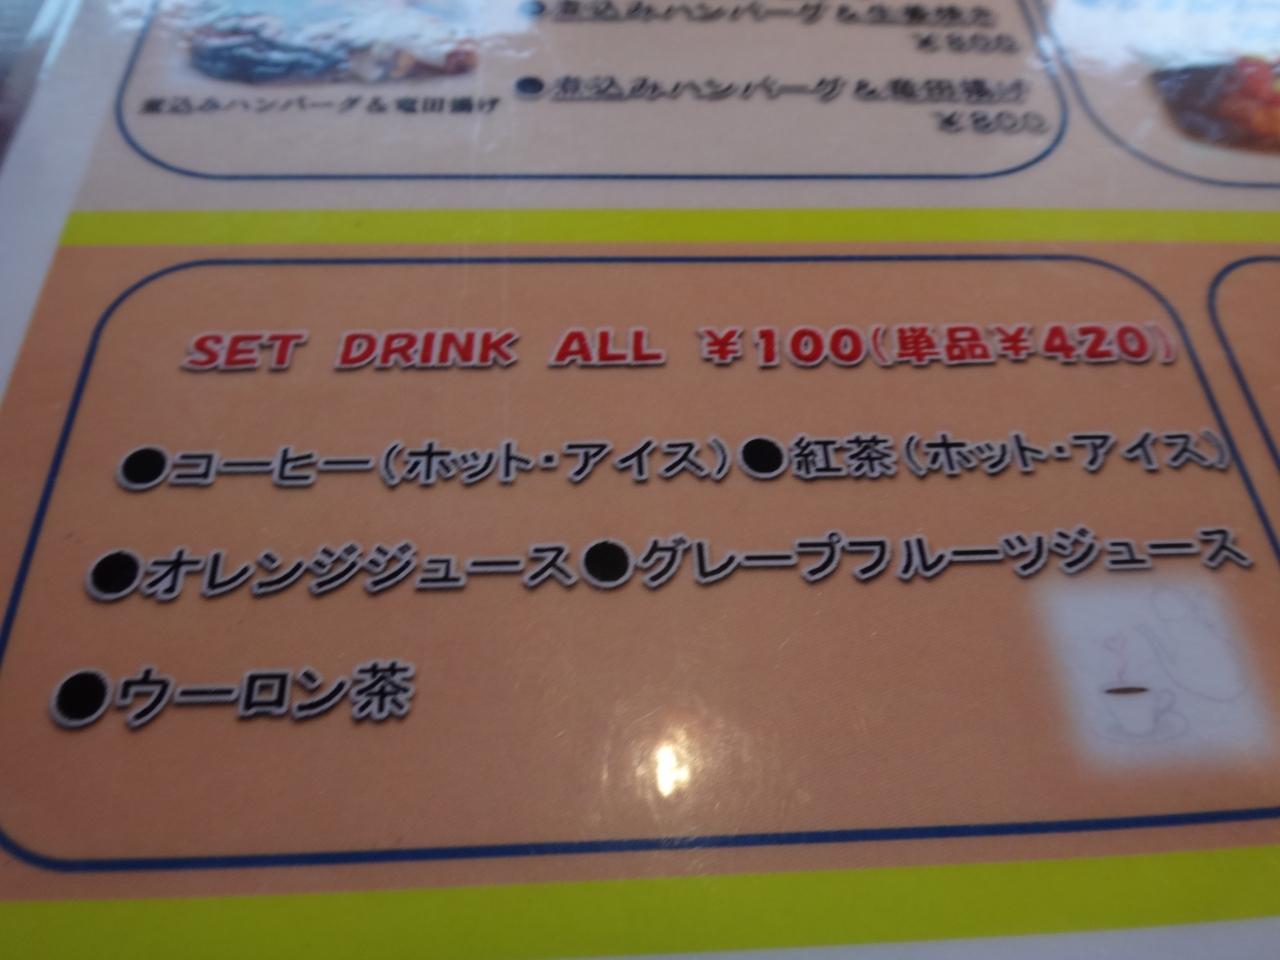 ●煮込みハンバーグ＆生姜焼き
￥800
●煮込みハンバーグ＆竜田揚げ
￥800
煮込みハンバーグ＆竜田揚げ
SET DRINK ALL ￥100(単品￥420)
●コーヒー(ホット・アイス)●紅茶(ホット・アイス)
●オレンジジュース●グレープフルーツジュース
●ウーロン茶